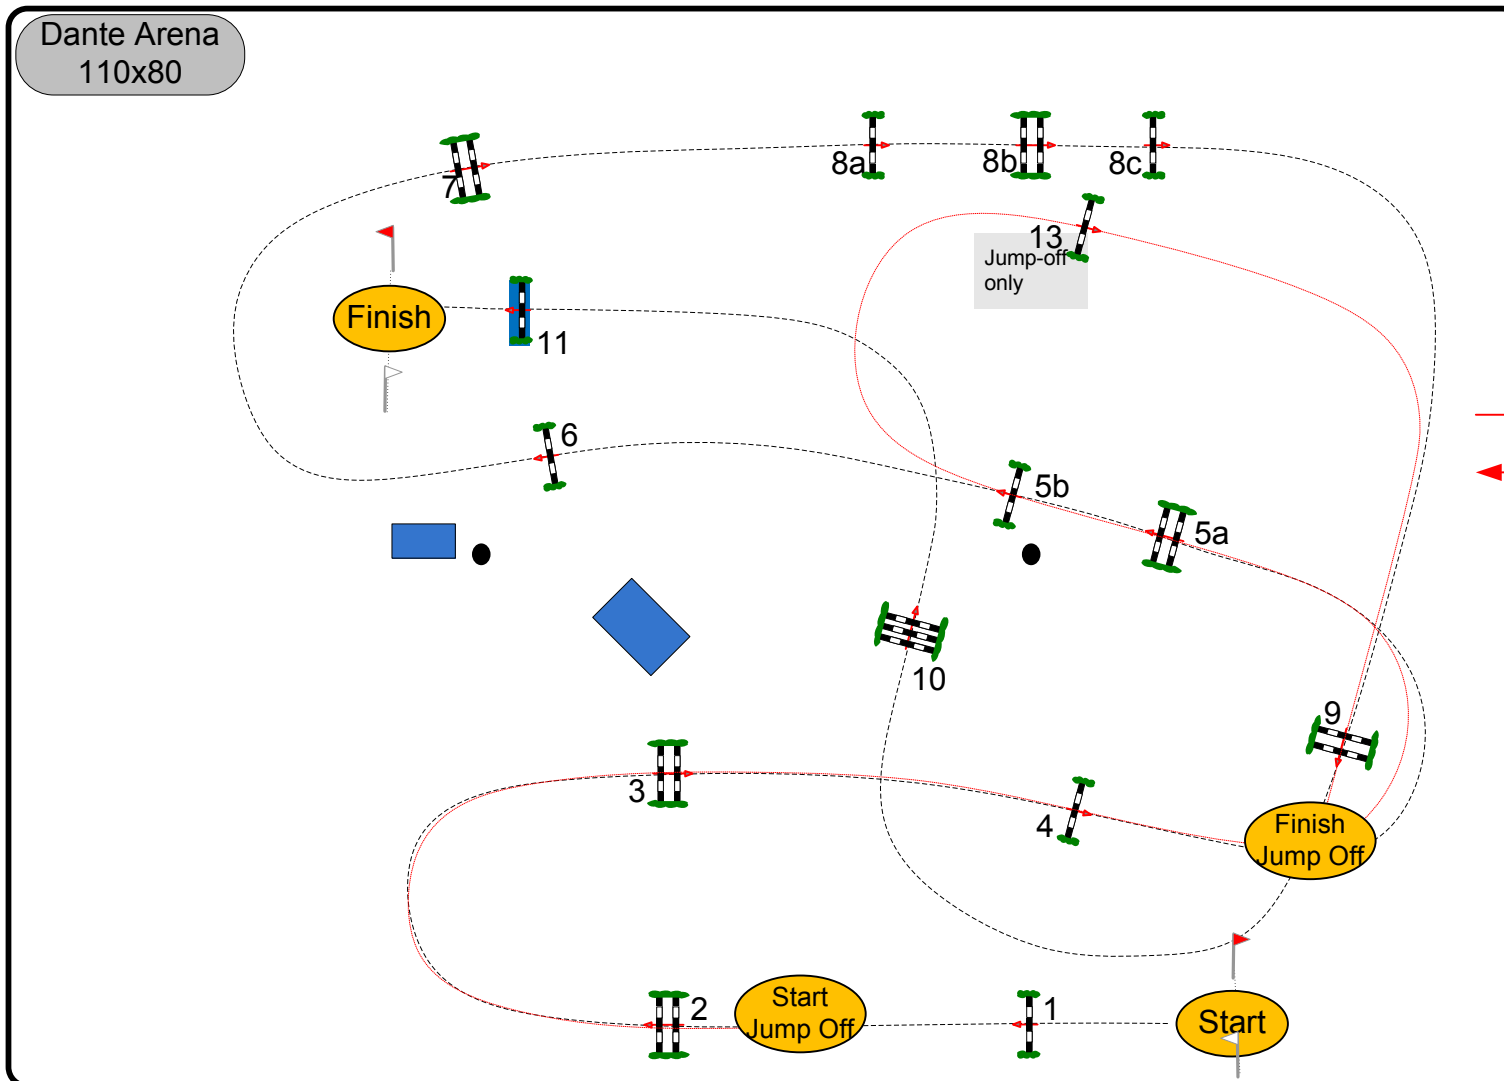 Dante Arena
110x80
8a
8b
8c
7
13
Jump-off
only
Finish
11
6
5b
5a
10
9
3
4
Finish
Jump Off
2
Start
Jump Off
1
Start